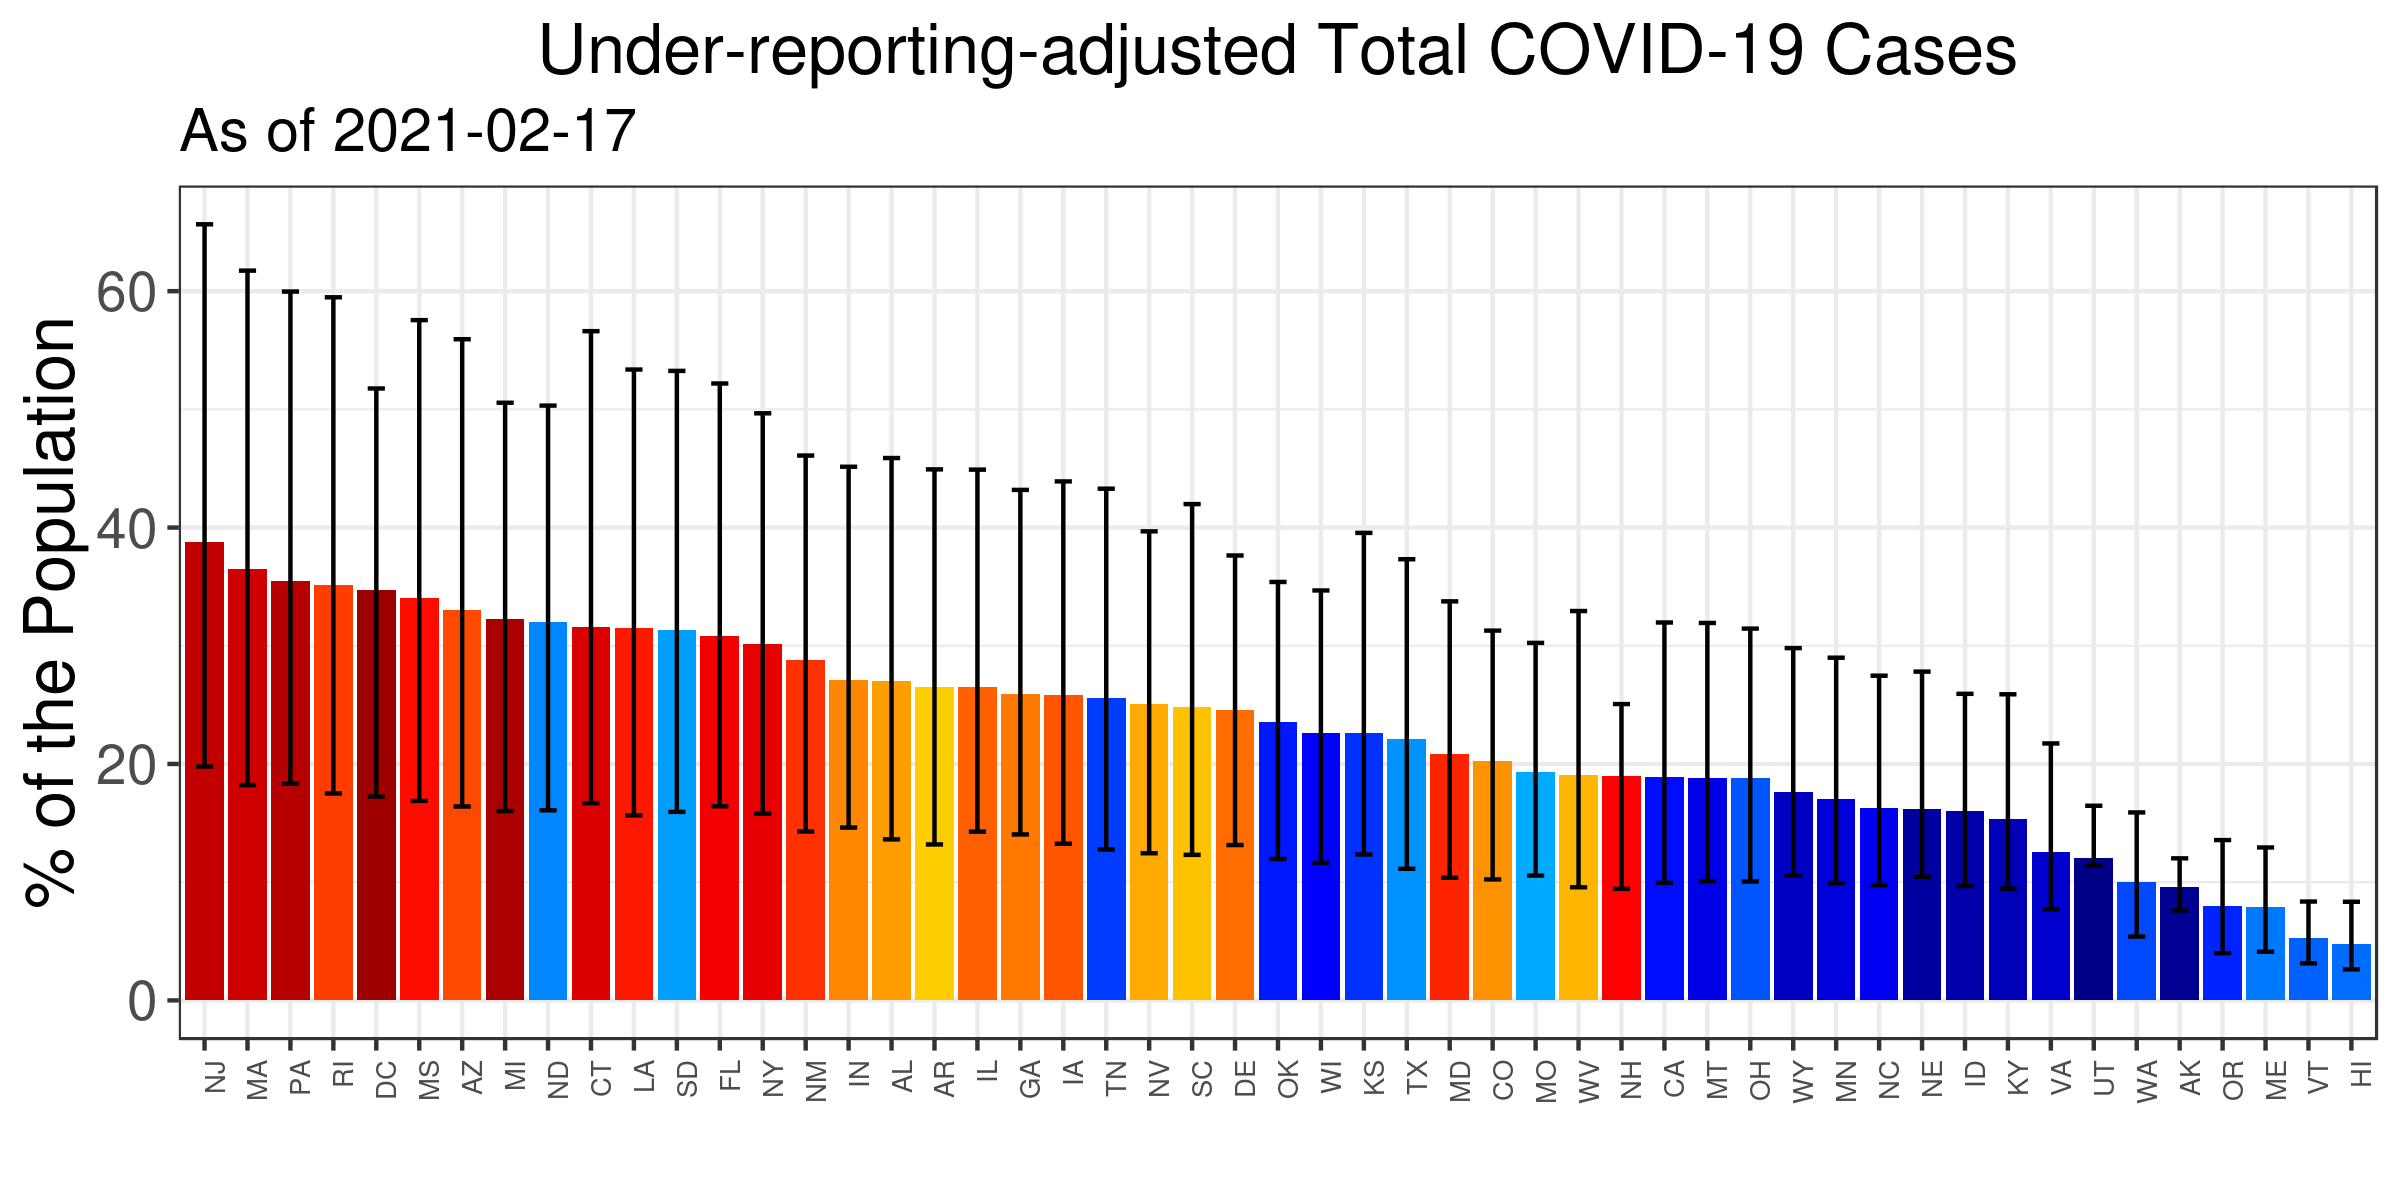 Under-reporting-adjusted Total COVID-19 Cases
As of 2021-02-17
% of the Population
60
40
20
0
NJ MA PA RI DC MS AZ MI ND CT LA SD FL NY NM IN AL AR IL GA IA TN NV SC DE OK WI KS TX MD CO MO WV NH CA MT OH WY MN NC NE ID KY VA UT WA AK OR ME VT HI